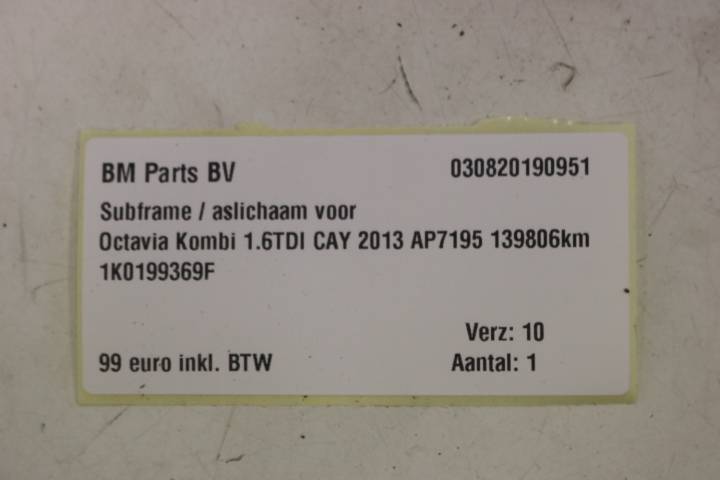 BM Parts BV 030820190951
Subframe / aslichaam voor
Octavia Kombi 1.6TDI CAY 2013 AP7195 139806km
1K0199369F
Verz: 10
99 euro inkl. BTW Aantal: 1